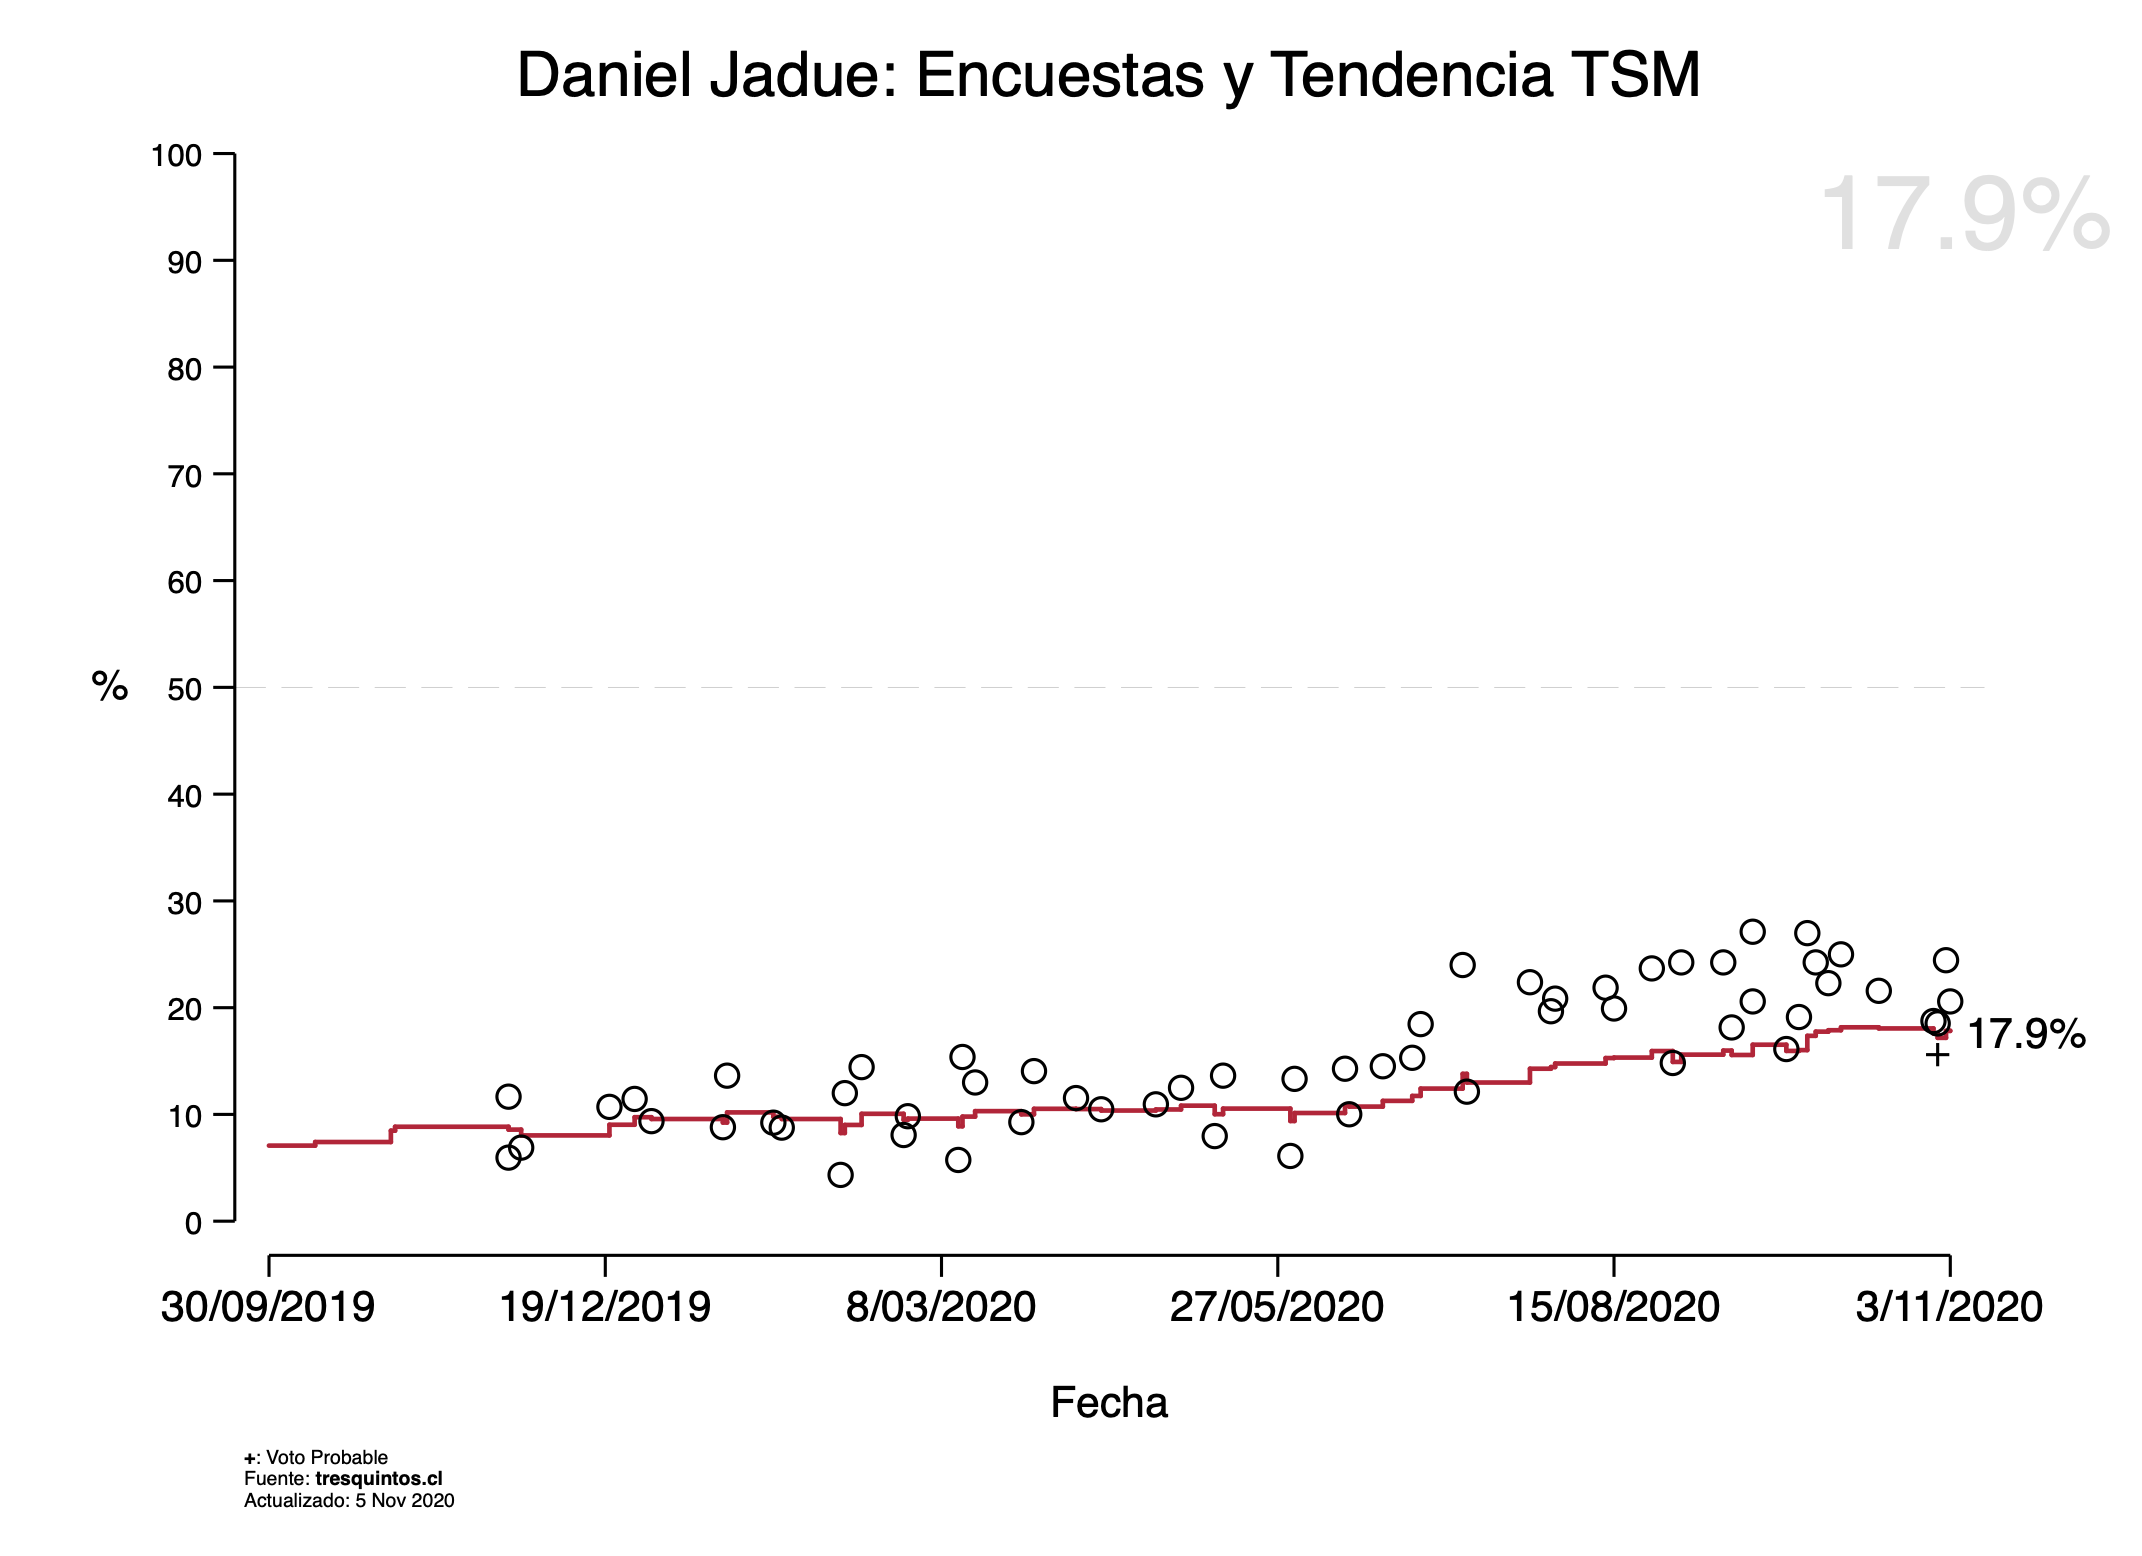 Daniel Jadue: Encuestas y Tendencia TSM
17.9%
100
90
80
70
60
50
40
30
20
10
0
%
17.9%
30/09/2019 19/12/2019 8/03/2020 27/05/2020 15/08/2020 3/11/2020
Fecha
+: Voto Probable
Fuente: tresquintos.cl
Actualizado: 5 Nov 2020